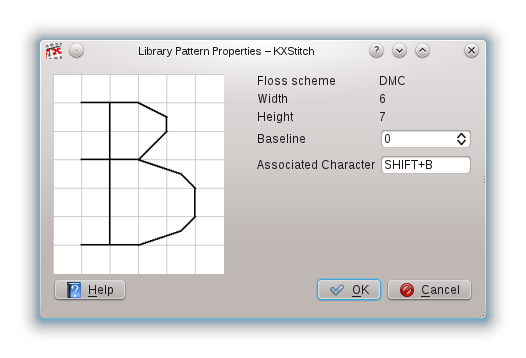 Library Pattern Properties – KXStitch
Floss scheme DMC
Width 6
Height 7
Baseline 0
Associated Character SHIFT+B
Help OK Cancel